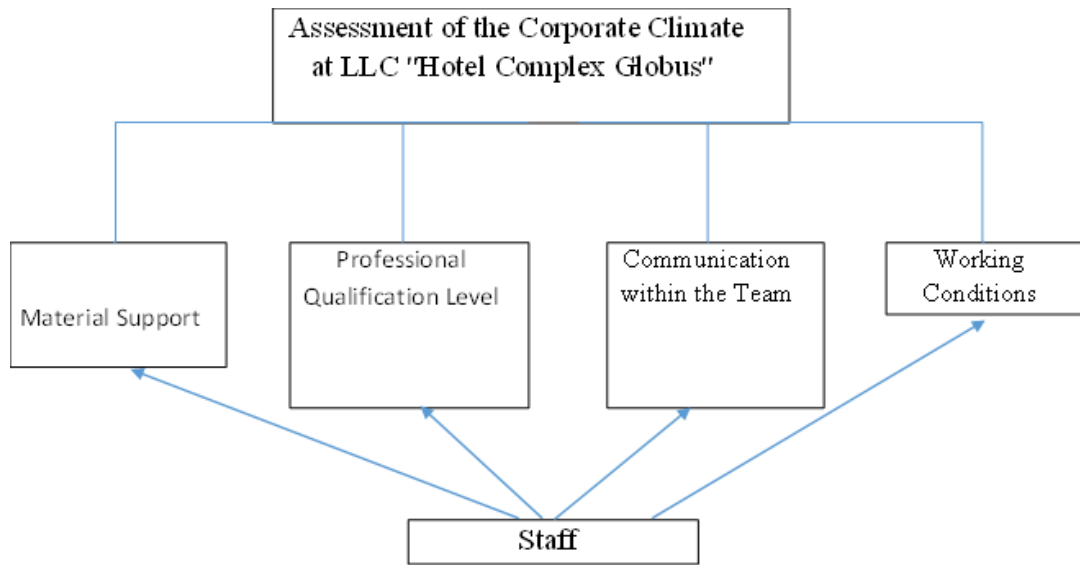 Assessment of the Corporate Climate
at LLC "Hotel Complex Globus"
Material Support
Professional
Qualification Level
Communication
within the Team
Working
Conditions
Staff